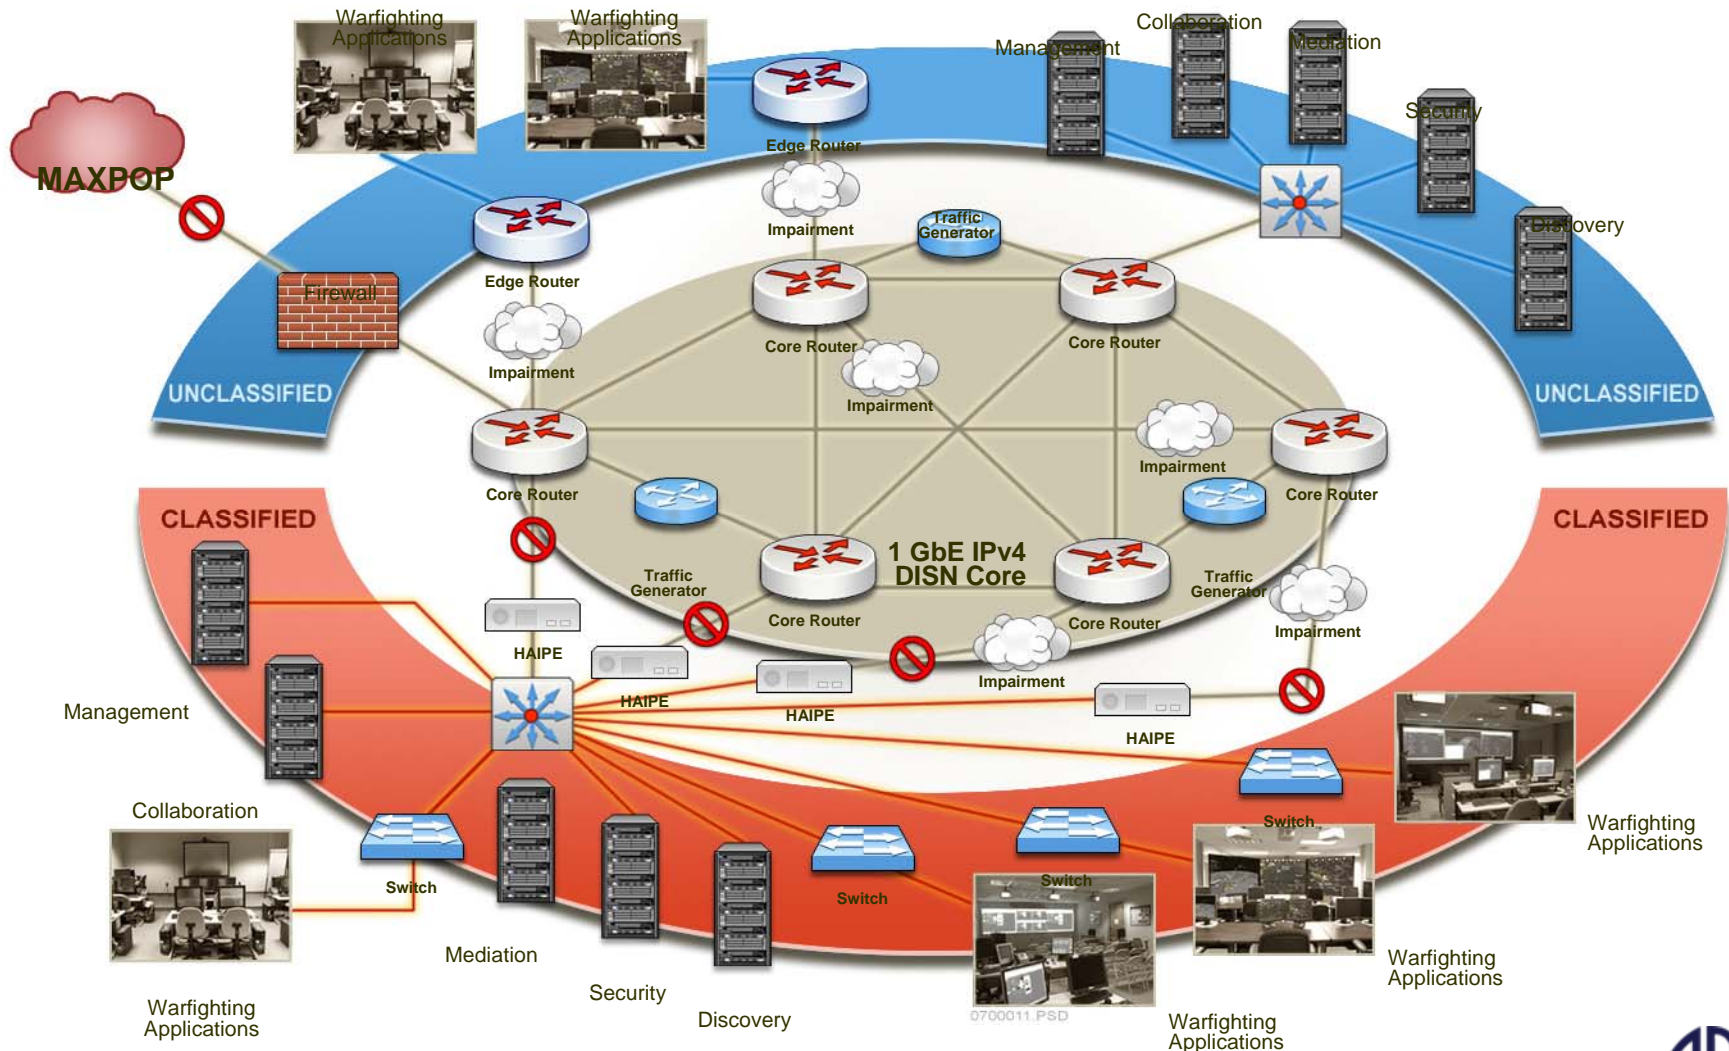 Warfighting
Applications
Warfighting
Applications
Collaboration
Management
Mediation
Security
Discovery
MAXPOP
Firewall
Edge Router
Edge Router
Impairment
Impairment
Traffic
Generator
Core Router
Core Router
Impairment
UNCLASSIFIED
UNCLASSIFIED
Impairment
Core Router
Core Router
CLASSIFIED
CLASSIFIED
1 GbE IPv4
DISN Core
Traffic
Generator
Traffic
Generator
Core Router
Core Router
Impairment
Impairment
HAIPE
HAIPE
HAIPE
HAIPE
Management
Collaboration
Switch
Switch
Switch
Switch
Mediation
Security
Discovery
Warfighting
Applications
Warfighting
Applications
Warfighting
Applications
Warfighting
Applications
0700011.PSD